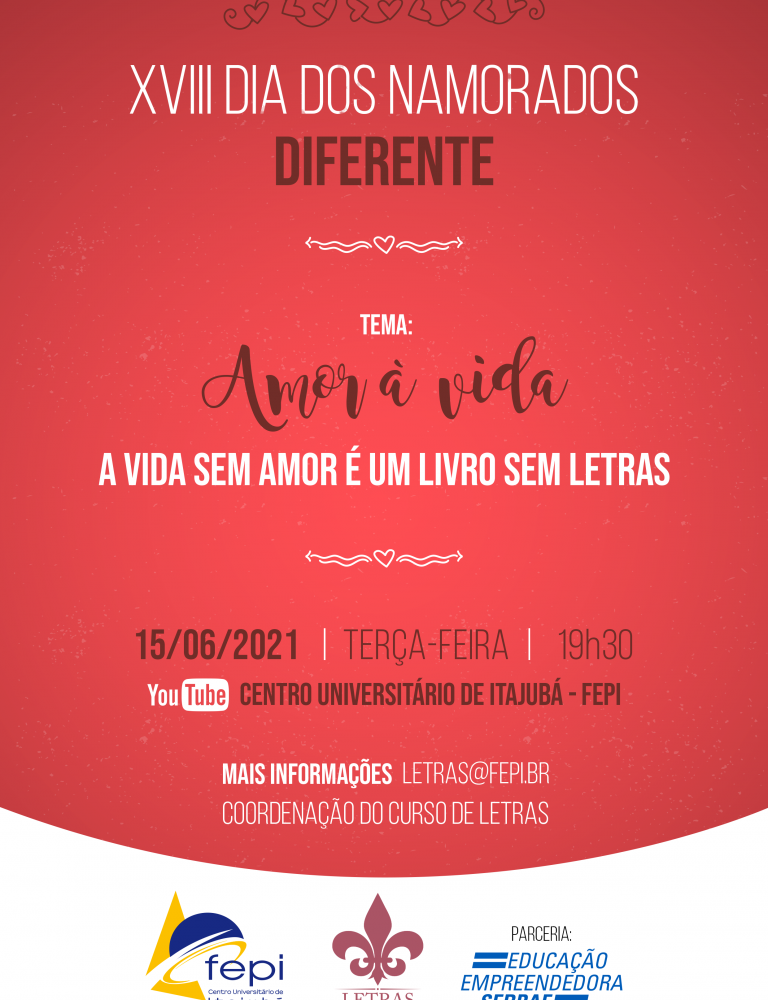 XVIII DIA DOS NAMORADOS
DIFERENTE
TEMA:
Amor à vida
A VIDA SEM AMOR É UM LIVRO SEM LETRAS
15/06/2021 | TERÇA-FEIRA | 19h30
YouTube CENTRO UNIVERSITÁRIO DE ITAJUBÁ - FEPI
MAIS INFORMAÇÕES LETRAS@FEPI.BR
COORDENAÇÃO DO CURSO DE LETRAS
fepi
Centro Universitário de
LETRAS
PARCERIA:
EDUCAÇÃO
EMPREENDEDORA
SEBRAE